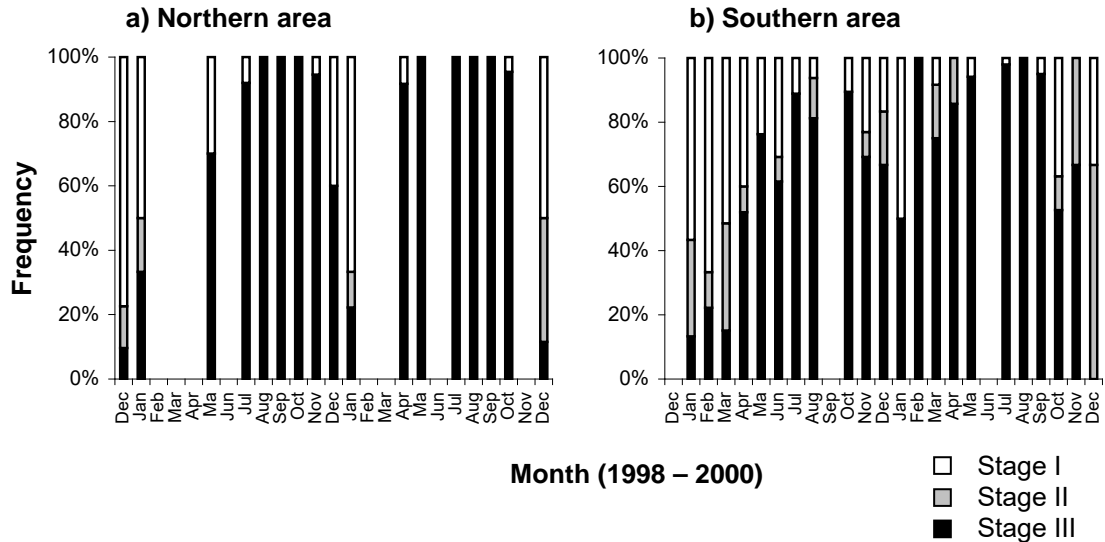 a) Northern area
b) Southern area
100%
80%
60%
40%
20%
0%
Frequency
Dec Jan Feb Mar Apr Ma Jun Jul Aug Sep Oct Nov Dec Jan Feb Mar Apr Ma Jun Jul Aug Sep Oct Nov Dec
100%
80%
60%
40%
20%
0%
Dec Jan Feb Mar Apr Ma Jun Jul Aug Sep Oct Nov Dec Jan Feb Mar Apr Ma Jun Jul Aug Sep Oct Nov Dec
Month (1998 – 2000)
Stage I
Stage II
Stage III